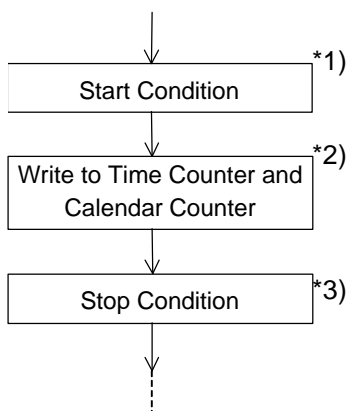 *1)
Start Condition
*2)
Write to Time Counter and
Calendar Counter
*3)
Stop Condition